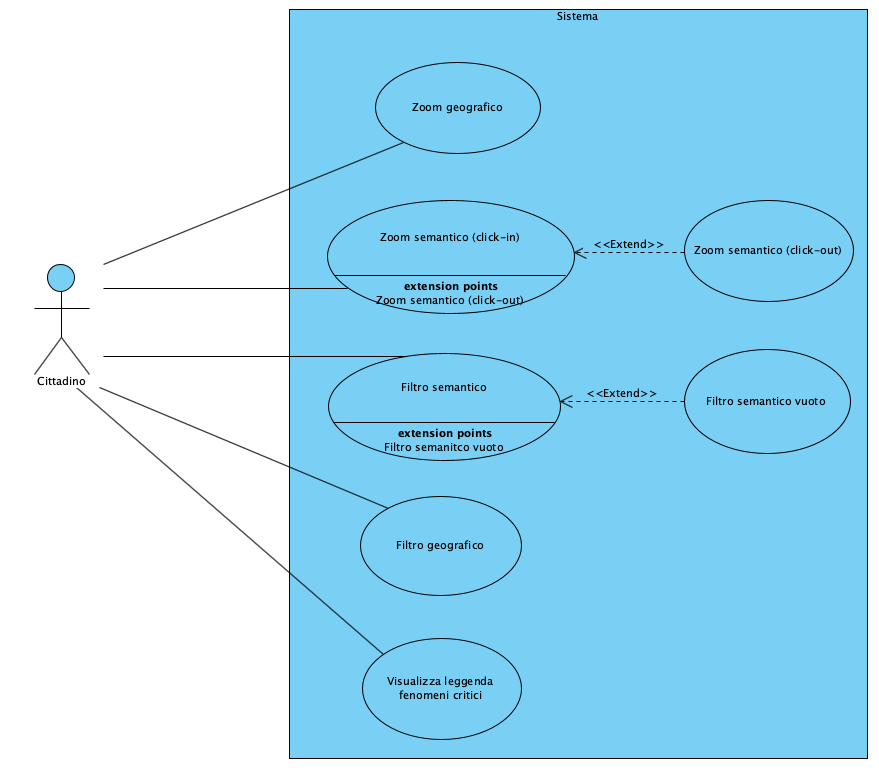 Sistema
Zoom geografico
Zoom semantico (click-in)
extension points
Zoom semantico (click-out)
<<Extend>>
Zoom semantico (click-out)
Cittadino
Filtro semantico
extension points
Filtro semanitco vuoto
<<Extend>>
Filtro semantico vuoto
Filtro geografico
Visualizza leggenda
fenomeni critici